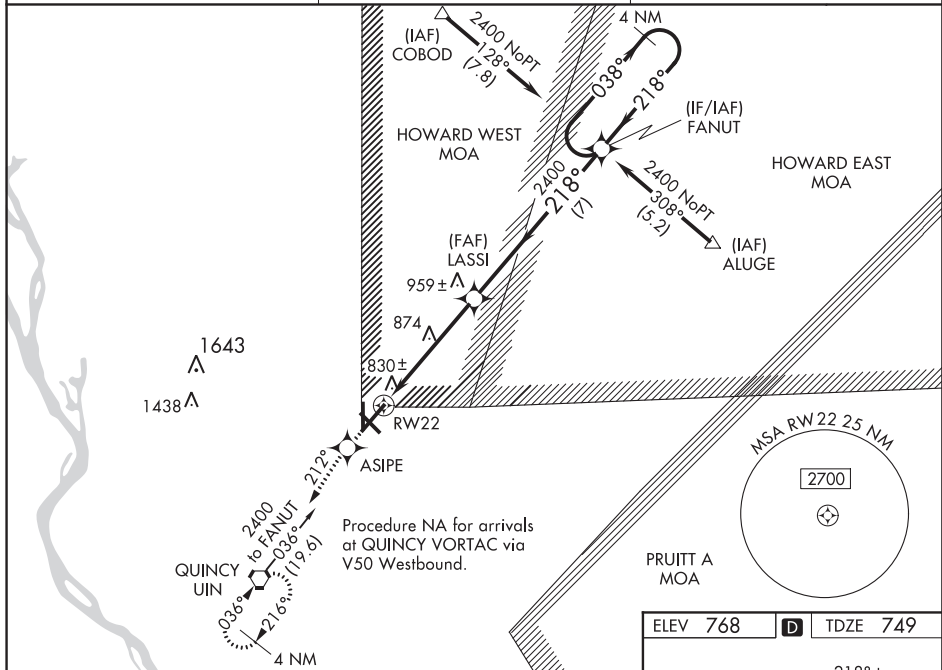 4 NM
(IAF)
COBOD
2400 NoPT
128°
(7.8)
038°
218°
(IF/IAF)
FANUT
HOWARD WEST
MOA
HOWARD EAST
MOA
2400
218°
(7)
2400 NoPT
308°
(5.2)
(IAF)
ALUGE
(FAF)
LASSI
959±
874
830±
1643
1438
RW22
ASIPE
212°
2400
to FANUT
036°
(19.6)
Procedure NA for arrivals
at QUINCY VORTAC via
V50 Westbound.
QUINCY
UIN
036°
216°
4 NM
MSA RW22 25 NM
2700
PRUITT A
MOA
ELEV 768 D TDZE 749